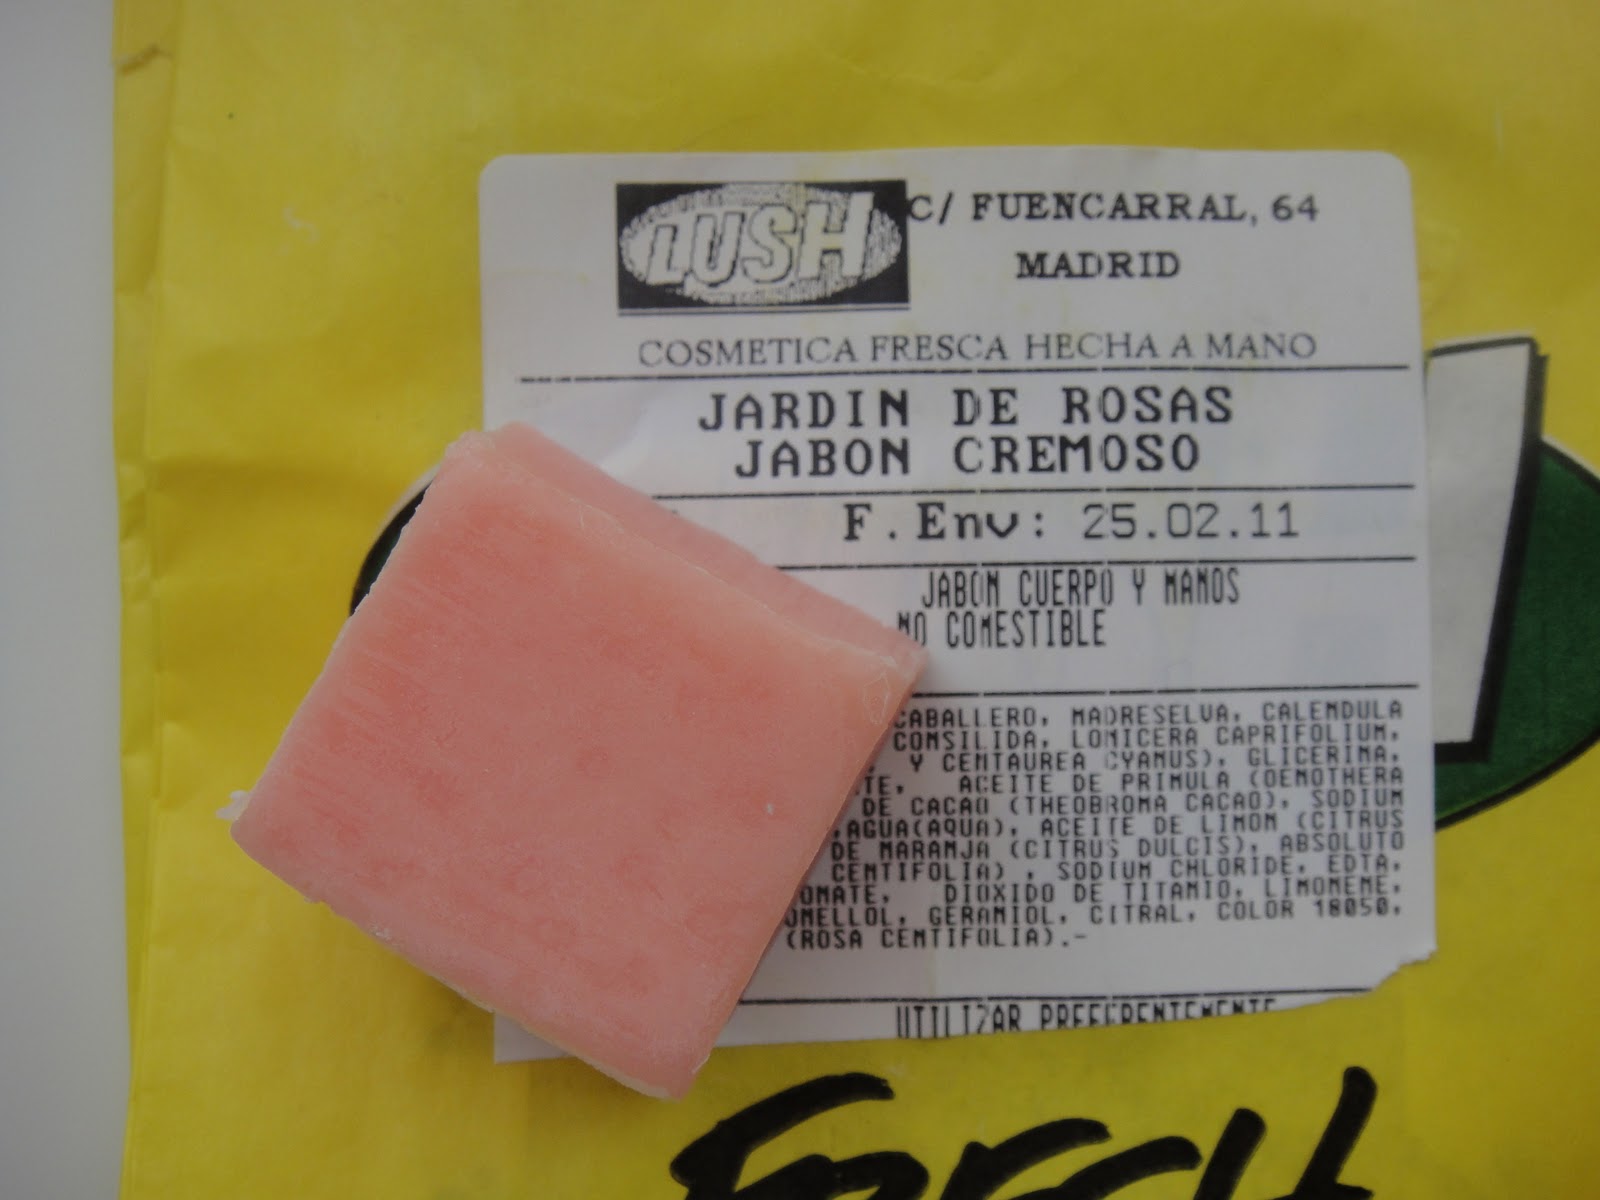 LUSH
C/ FUENCARRAL, 64
MADRID
COSMETICA FRESCA HECHA A MANO
JARDIN DE ROSAS
JABON CREMOSO
F.Env: 25.02.11
JABON CUERPO Y MANOS
NO COMESTIBLE
CABALLERO, MADRESELVA, CALENDULA
CONSILIDA, LONICERA CAPRIFOLIUM,
, Y CENTAUREA CYANUS), GLICERINA,
TE, ACEITE DE PRIMULA (OENOTHERA
DE CACAO (THEOBROMA CACAO), SODIUM
,AGUA(AQUA), ACEITE DE LIMON (CITRUS
DE NARANJA (CITRUS DULCIS), ABSOLUTO
CENTIFOLIA) , SODIUM CHLORIDE, EDTA,
OMATE, DIOXIDO DE TITANIO, LIMONENE,
OMELLOL, GERANIOL, CITRAL, COLOR 18050,
(ROSA CENTIFOLIA).-
UTILIZAR PREFERENTEMENTE